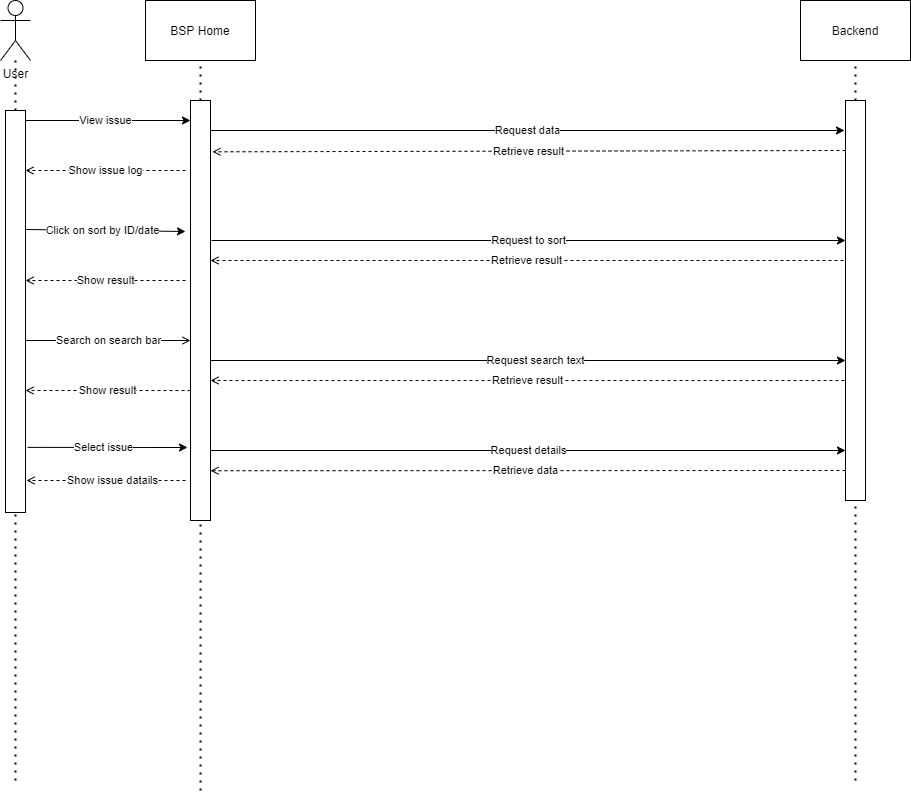 User
BSP Home
Backend
View issue
Request data
Retrieve result
Show issue log
Click on sort by ID/date
Request to sort
Retrieve result
Show result
Search on search bar
Request search text
Retrieve result
Show result
Select issue
Request details
Retrieve data
Show issue datails